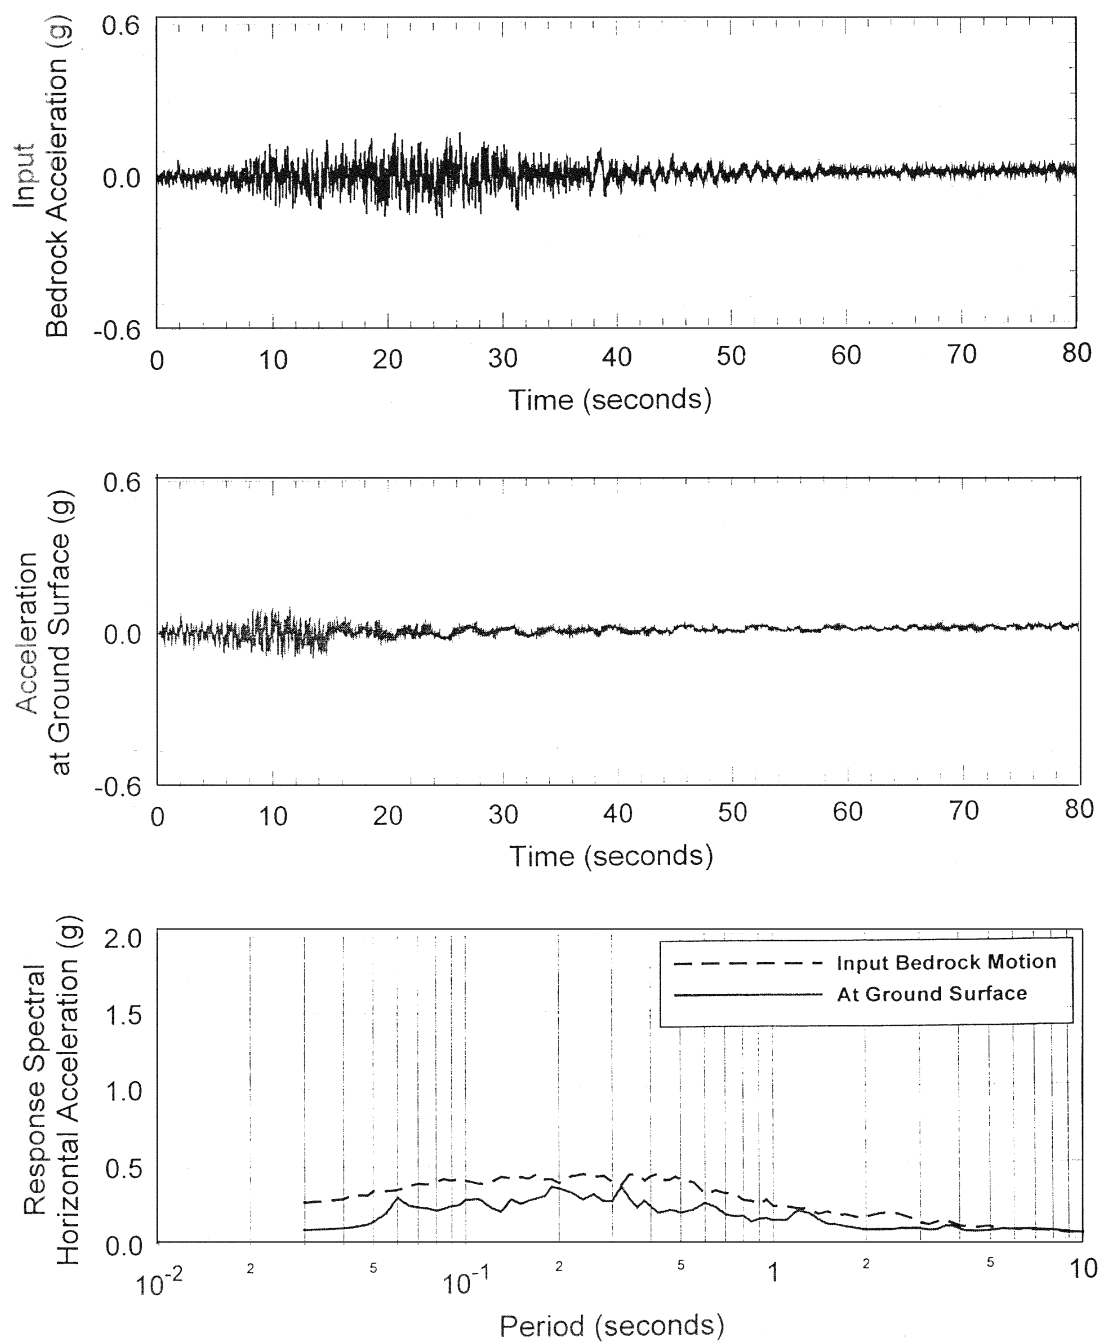 Input
Bedrock Acceleration (g)
0.6
0.0
-0.6
0 10 20 30 40 50 60 70 80
Time (seconds)
Acceleration
at Ground Surface (g)
0.6
0.0
-0.6
0 10 20 30 40 50 60 70 80
Time (seconds)
Response Spectral
Horizontal Acceleration (g)
2.0
1.5
1.0
0.5
0.0
Input Bedrock Motion
At Ground Surface
10-2 2 5 10-1 2 5 1 2 5 10
Period (seconds)